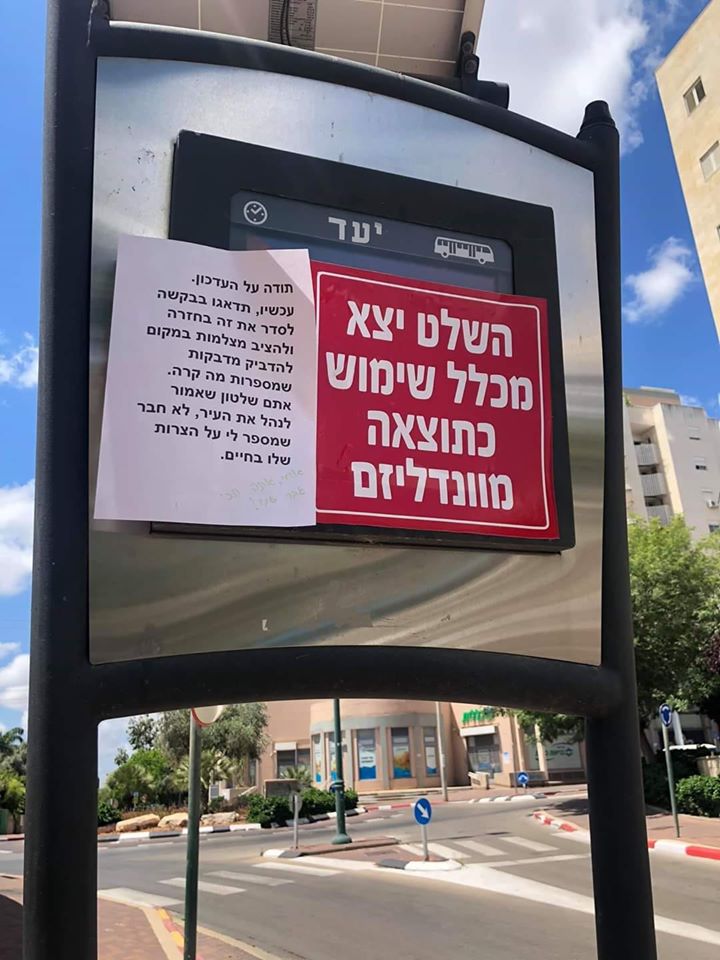 יעד
השלט יצא
מכלל שימוש
כתוצאה
מוונדליזם
תודה על העדכון.
עכשיו, תדאגו בבקשה
לסדר את זה בחזרה
ולהציב מצלמות במקום
להדביק מדבקות
שמספרות מה קרה.
אתם שלטון שאמור
לנהל את העיר, לא חבר
שמספר לי על הצרות
שלו בחיים.